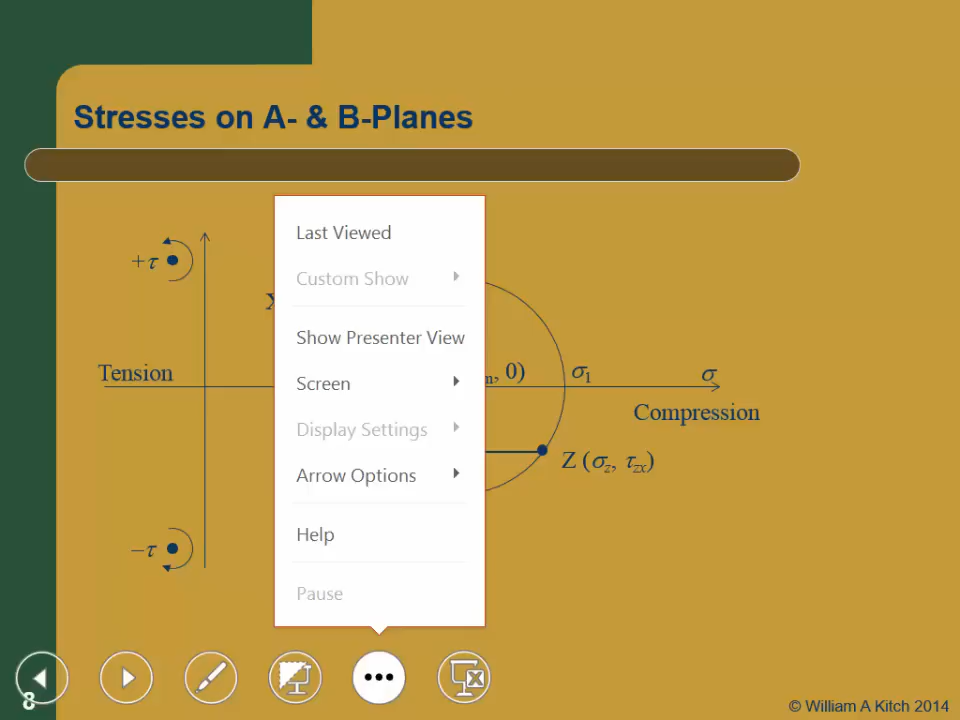 Stresses on A- & B-Planes
Last Viewed
Custom Show
Show Presenter View
Screen
Display Settings
Arrow Options
Help
Pause
+τ
X
Tension
n, 0)
σ1
σ
Compression
Z (σz, τzx)
−τ
8
© William A Kitch 2014